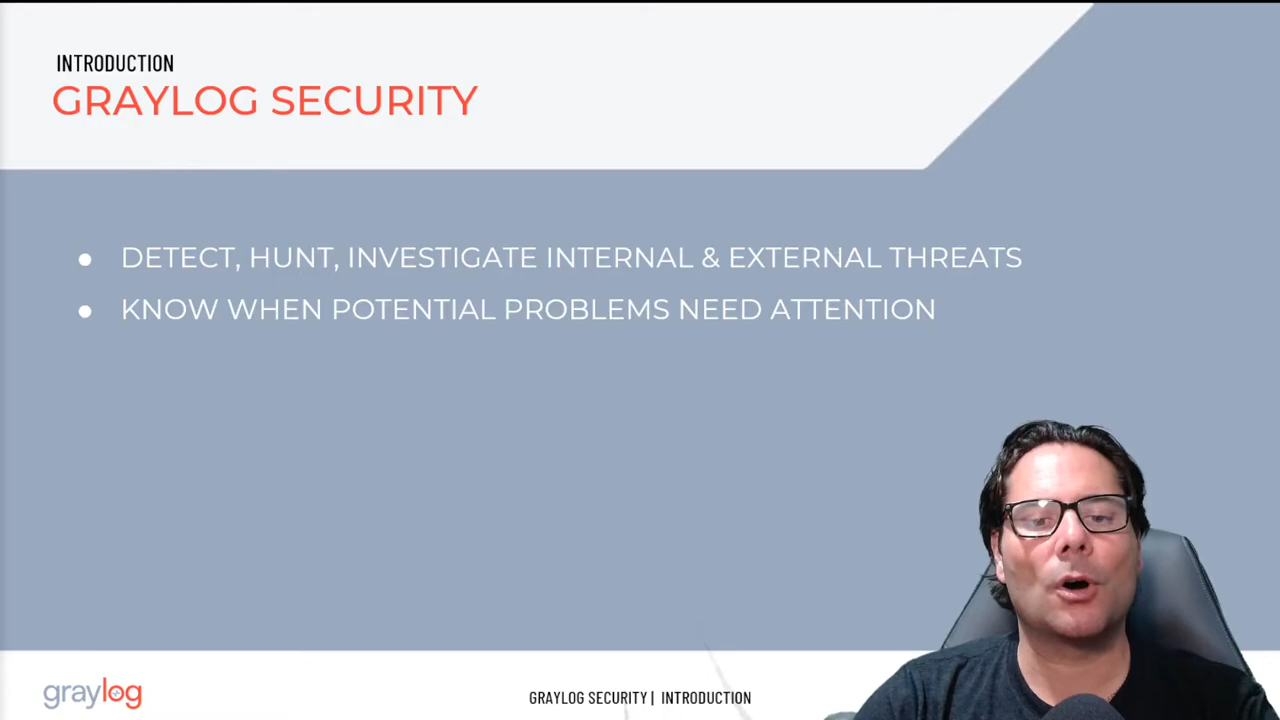 INTRODUCTION
GRAYLOG SECURITY
● DETECT, HUNT, INVESTIGATE INTERNAL & EXTERNAL THREATS
● KNOW WHEN POTENTIAL PROBLEMS NEED ATTENTION
graylog
GRAYLOG SECURITY | INTRODUCTION